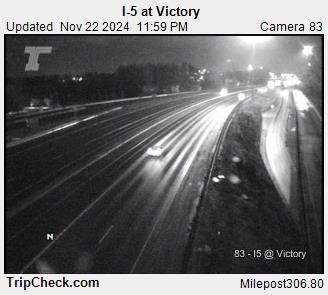 I-5 at Victory
Updated Nov 22 2024 11:59 PM Camera 83
T
N
83 - I5 @ Victory
TripCheck.com Milepost306.80